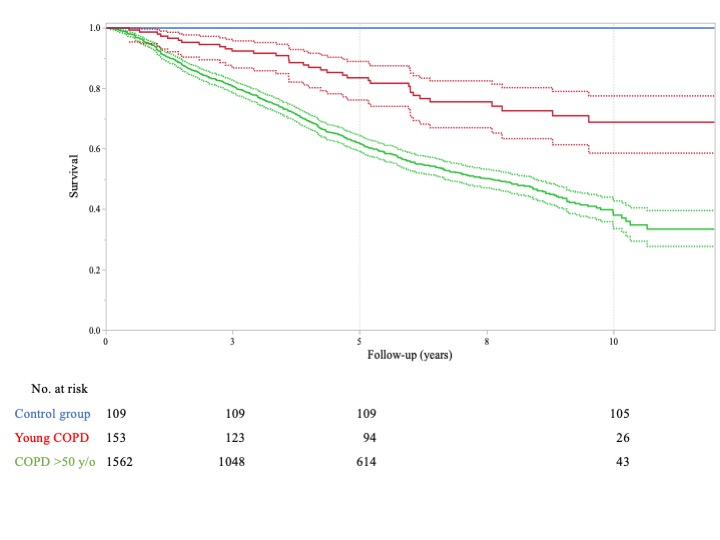 1.0
0.8
0.6
0.4
0.2
0.0
Survival
0 3 5 8 10
Follow-up (years)
No. at risk
Control group 109 109 109 105
Young COPD 153 123 94 26
COPD >50 y/o 1562 1048 614 43